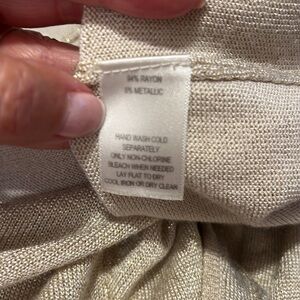 94% RAYON
6% METALLIC
HAND WASH COLD
SEPARATELY
ONLY NON-CHLORINE
BLEACH WHEN NEEDED
LAY FLAT TO DRY
COOL IRON OR DRY CLEAN